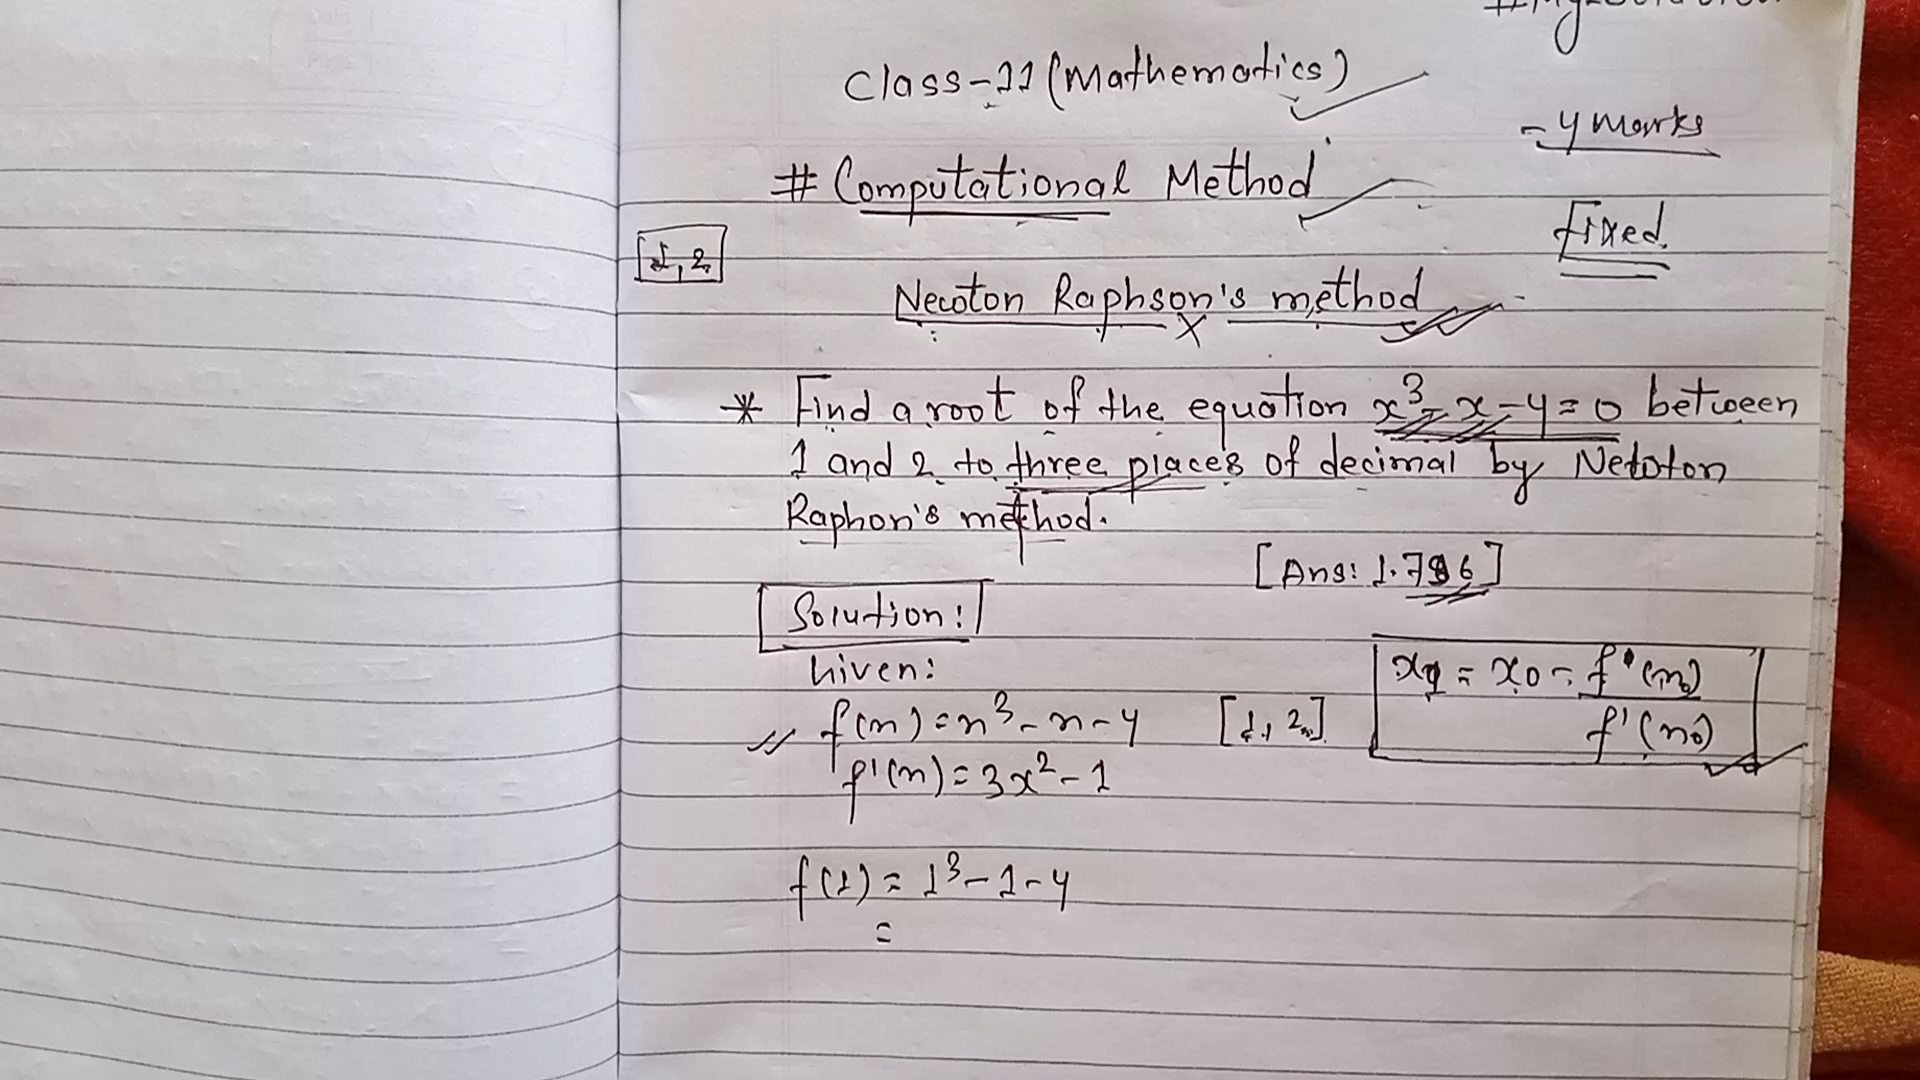 Class-11 (Mathematics)
- 4 marks
# Computational Method
fixed.
1, 2
Newton Raphson's method
* Find a root of the equation x³-x-4=0 between
1 and 2 to three places of decimal by Newton
Raphon's method.
[Ans: 1.796]
Solution:
Given:
x1 = x0 - f(x0)
f'(x0)
f(x) = x³-x-4 [1, 2]
f'(x) = 3x²-1
f(1) = 1³-1-4
=